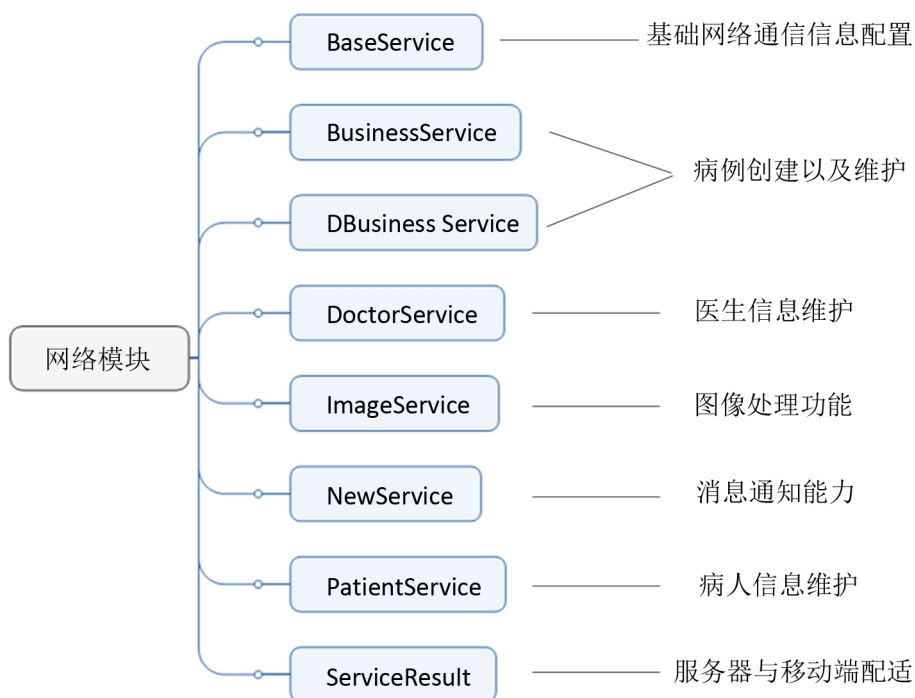 BaseService
基础网络通信信息配置
BusinessService
病例创建以及维护
DBusiness Service
DoctorService
医生信息维护
网络模块
ImageService
图像处理功能
NewService
消息通知能力
PatientService
病人信息维护
ServiceResult
服务器与移动端配适